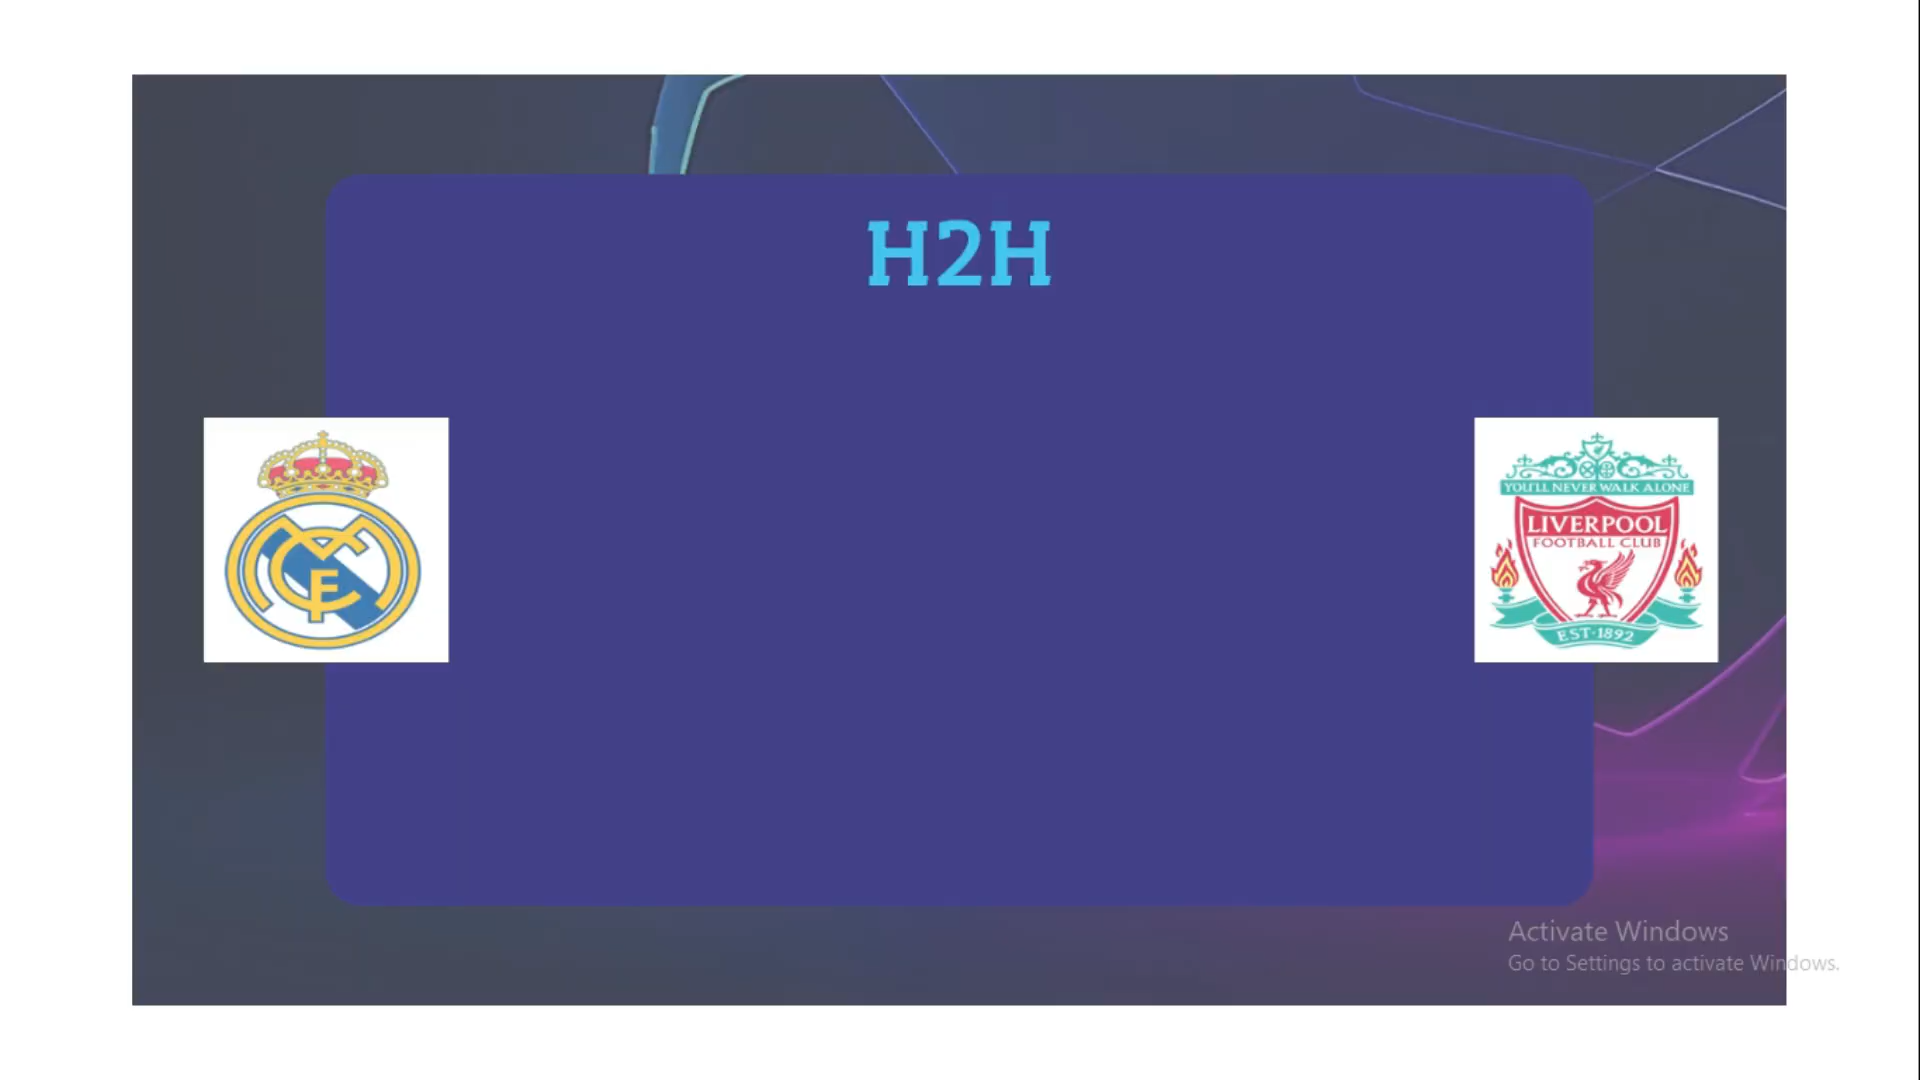 H2H
YOU'LL NEVER WALK ALONE
LIVERPOOL
FOOTBALL CLUB
EST·1892
Activate Windows
Go to Settings to activate Windows.